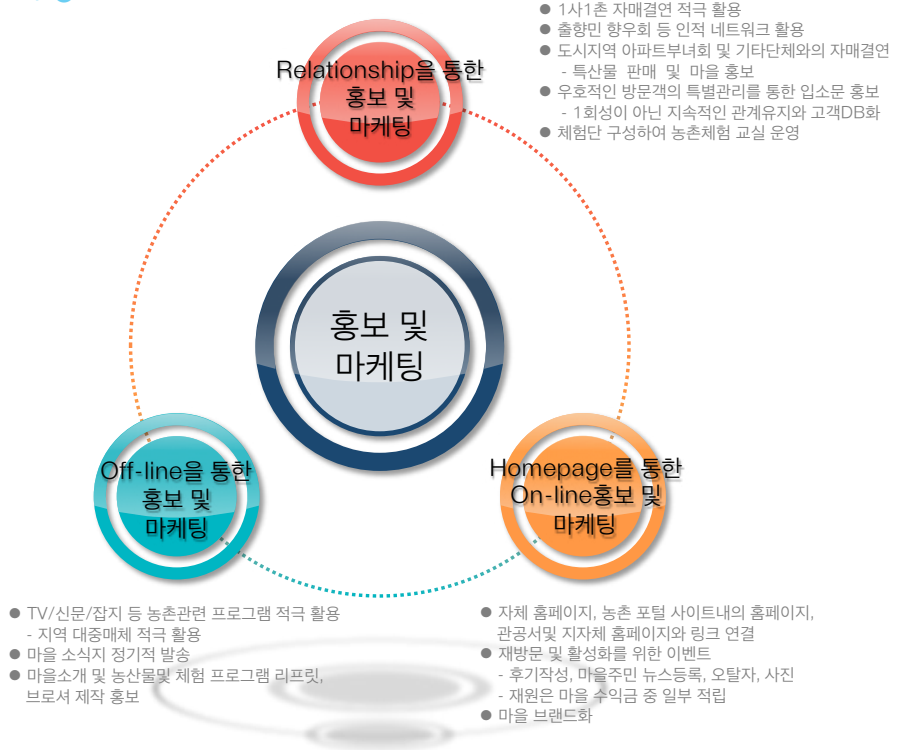 ● 1사1촌 자매결연 적극 활용
● 출향민 향우회 등 인적 네트워크 활용
● 도시지역 아파트부녀회 및 기타단체와의 자매결연
- 특산물 판매 및 마을 홍보
● 우호적인 방문객의 특별관리를 통한 입소문 홍보
- 1회성이 아닌 지속적인 관계유지와 고객DB화
● 체험단 구성하여 농촌체험 교실 운영
Relationship을 통한
홍보 및
마케팅
홍보 및
마케팅
Off-line을 통한
홍보 및
마케팅
Homepage를 통한
On-line홍보 및
마케팅
● TV/신문/잡지 등 농촌관련 프로그램 적극 활용
- 지역 대중매체 적극 활용
● 마을 소식지 정기적 발송
● 마을소개 및 농산물및 체험 프로그램 리프릿,
브로셔 제작 홍보
● 자체 홈페이지, 농촌 포털 사이트내의 홈페이지,
관공서및 지자체 홈페이지와 링크 연결
● 재방문 및 활성화를 위한 이벤트
- 후기작성, 마을주민 뉴스등록, 오탈자, 사진
- 재원은 마을 수익금 중 일부 적립
● 마을 브랜드화